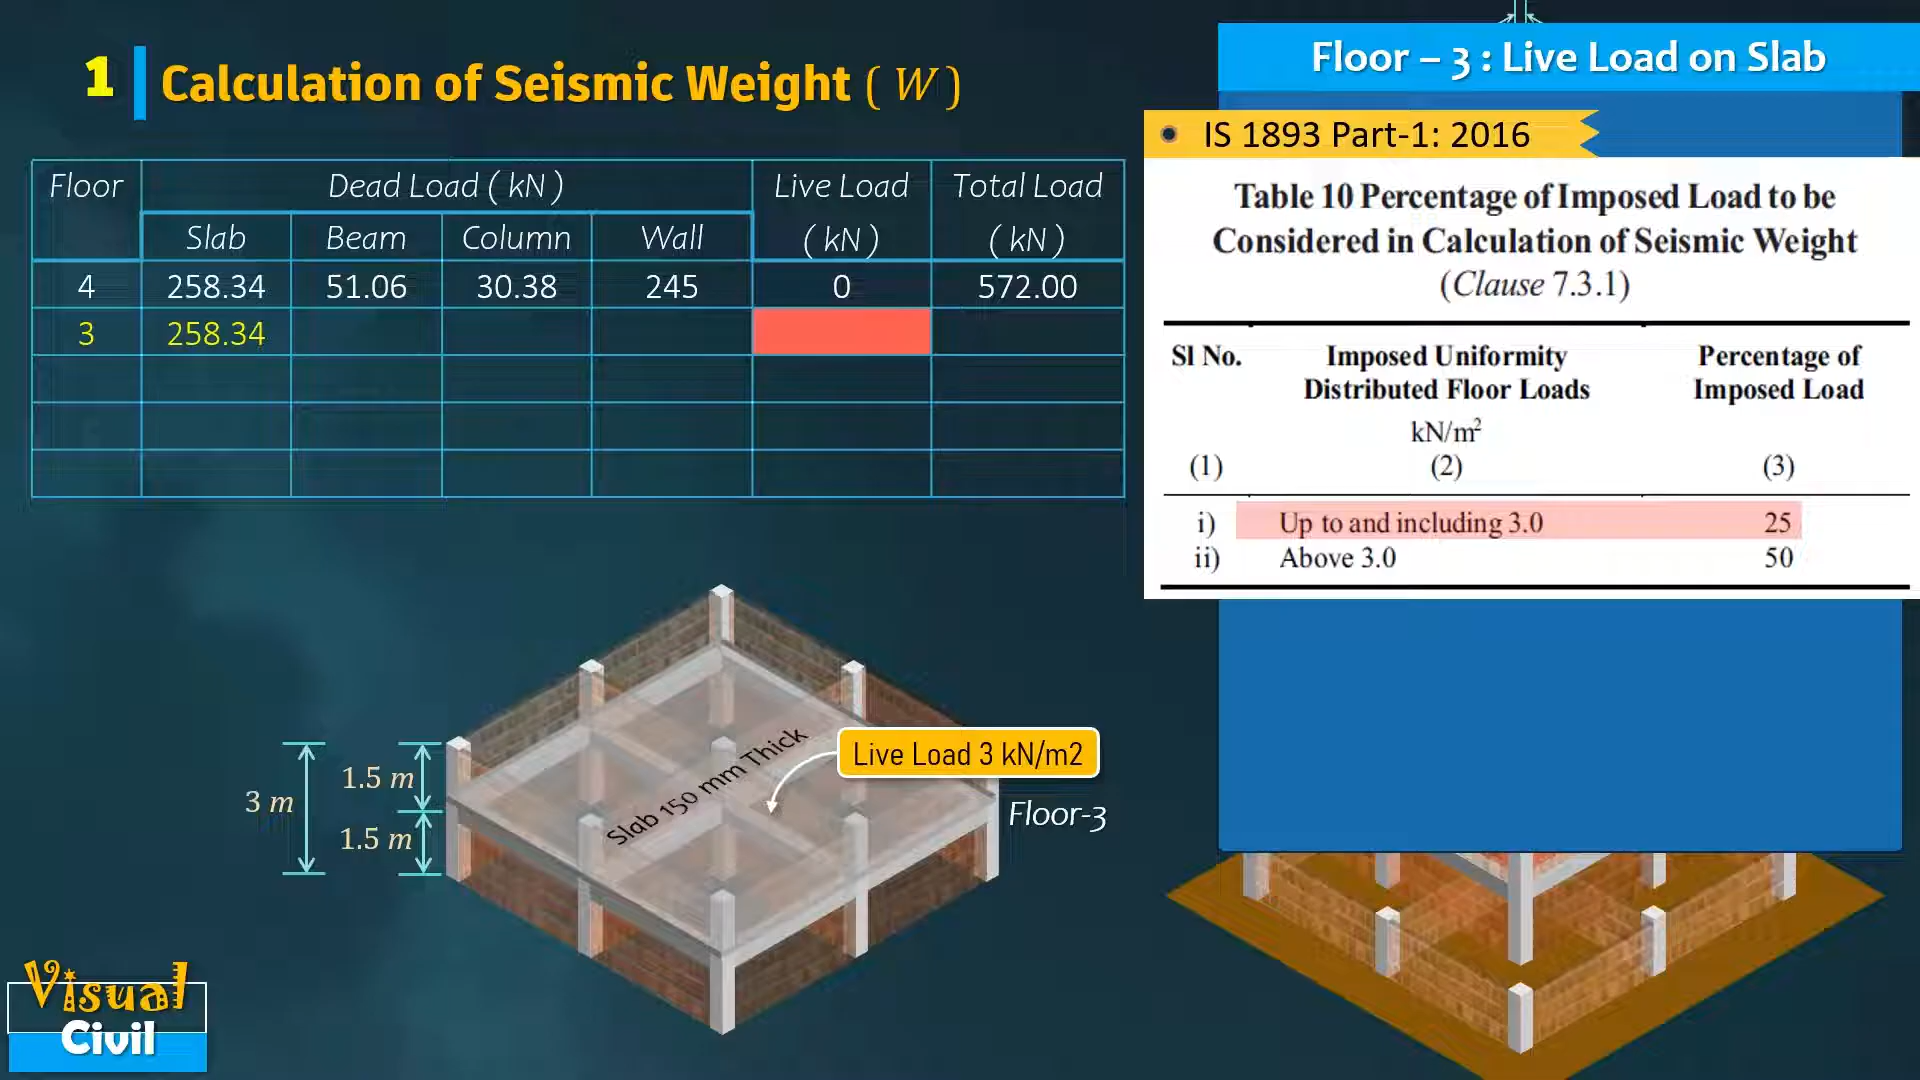 1 Calculation of Seismic Weight ( W )
Floor – 3 : Live Load on Slab
• IS 1893 Part-1: 2016
Floor Dead Load ( kN ) Live Load Total Load
Slab Beam Column Wall ( kN ) ( kN )
4 258.34 51.06 30.38 245 0 572.00
3 258.34
Table 10 Percentage of Imposed Load to be
Considered in Calculation of Seismic Weight
(Clause 7.3.1)
Sl No. Imposed Uniformity Percentage of
Distributed Floor Loads Imposed Load
kN/m²
(1) (2) (3)
i) Up to and including 3.0 25
ii) Above 3.0 50
Live Load 3 kN/m2
Slab 150 mm Thick
Floor-3
3 m
1.5 m
1.5 m
Visual
Civil